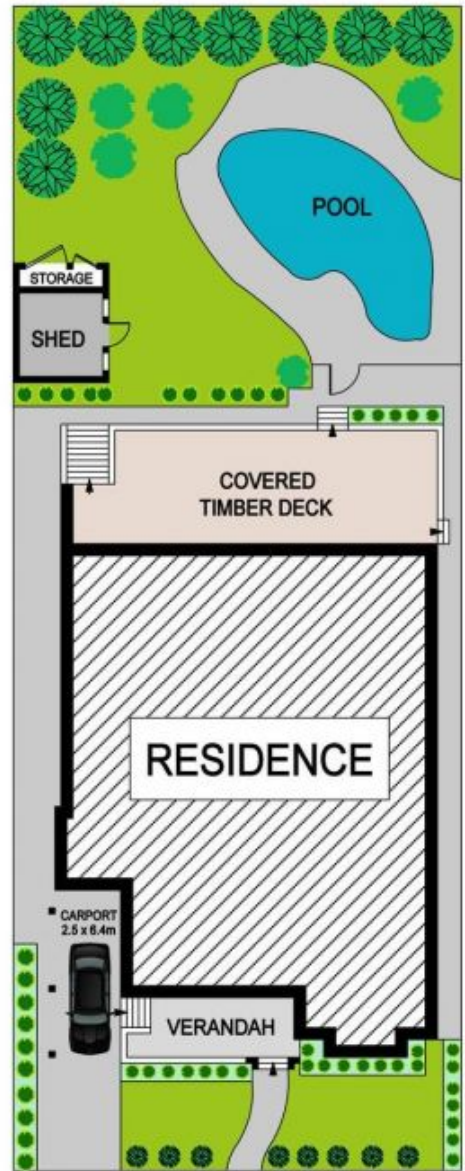 POOL
STORAGE
SHED
COVERED
TIMBER DECK
RESIDENCE
CARPORT
2.5 x 6.4m
VERANDAH